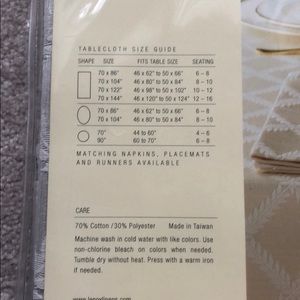 TABLECLOTH SIZE GUIDE
SHAPE SIZE FITS TABLE SIZE SEATING
70 x 86" 46 x 62" to 50 x 66" 6 – 8
70 x 104" 46 x 80" to 50 x 84" 8 – 10
70 x 122" 46 x 98" to 50 x 102" 10 – 12
70 x 144" 46 x 120" to 50 x 124" 12 – 16
70 x 86" 46 x 62" to 50 x 66" 6 – 8
70 x 104" 46 x 80" to 50 x 84" 8 – 10
70" 44 to 60" 4 – 6
90" 60 to 70" 6 – 8
MATCHING NAPKINS, PLACEMATS
AND RUNNERS AVAILABLE
CARE
70% Cotton /30% Polyester Made in Taiwan
Machine wash in cold water with like colors. Use
non-chlorine bleach on colors when needed.
Tumble dry without heat. Press with a warm iron
if needed.
www.lenoxlinens.com